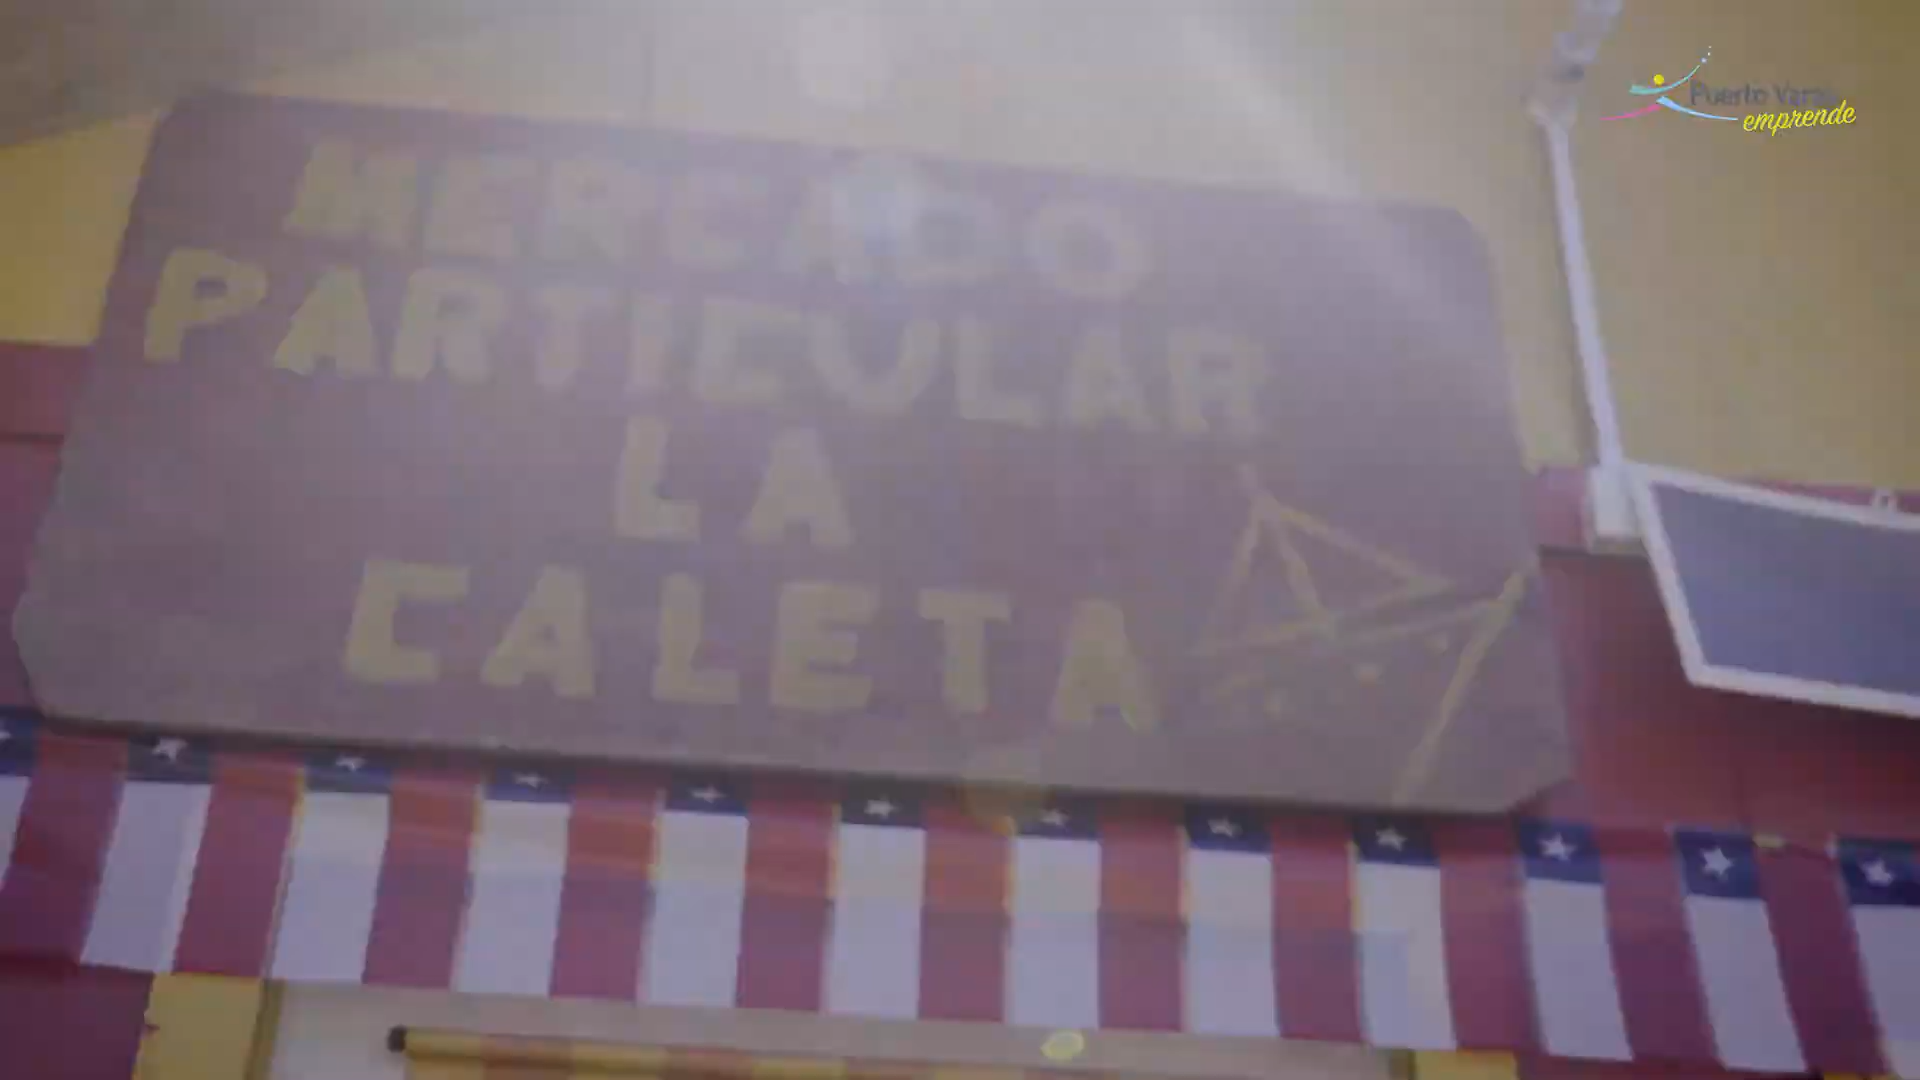 Puerto Varas
emprende
MERCADO
PARTICULAR
LA
CALETA